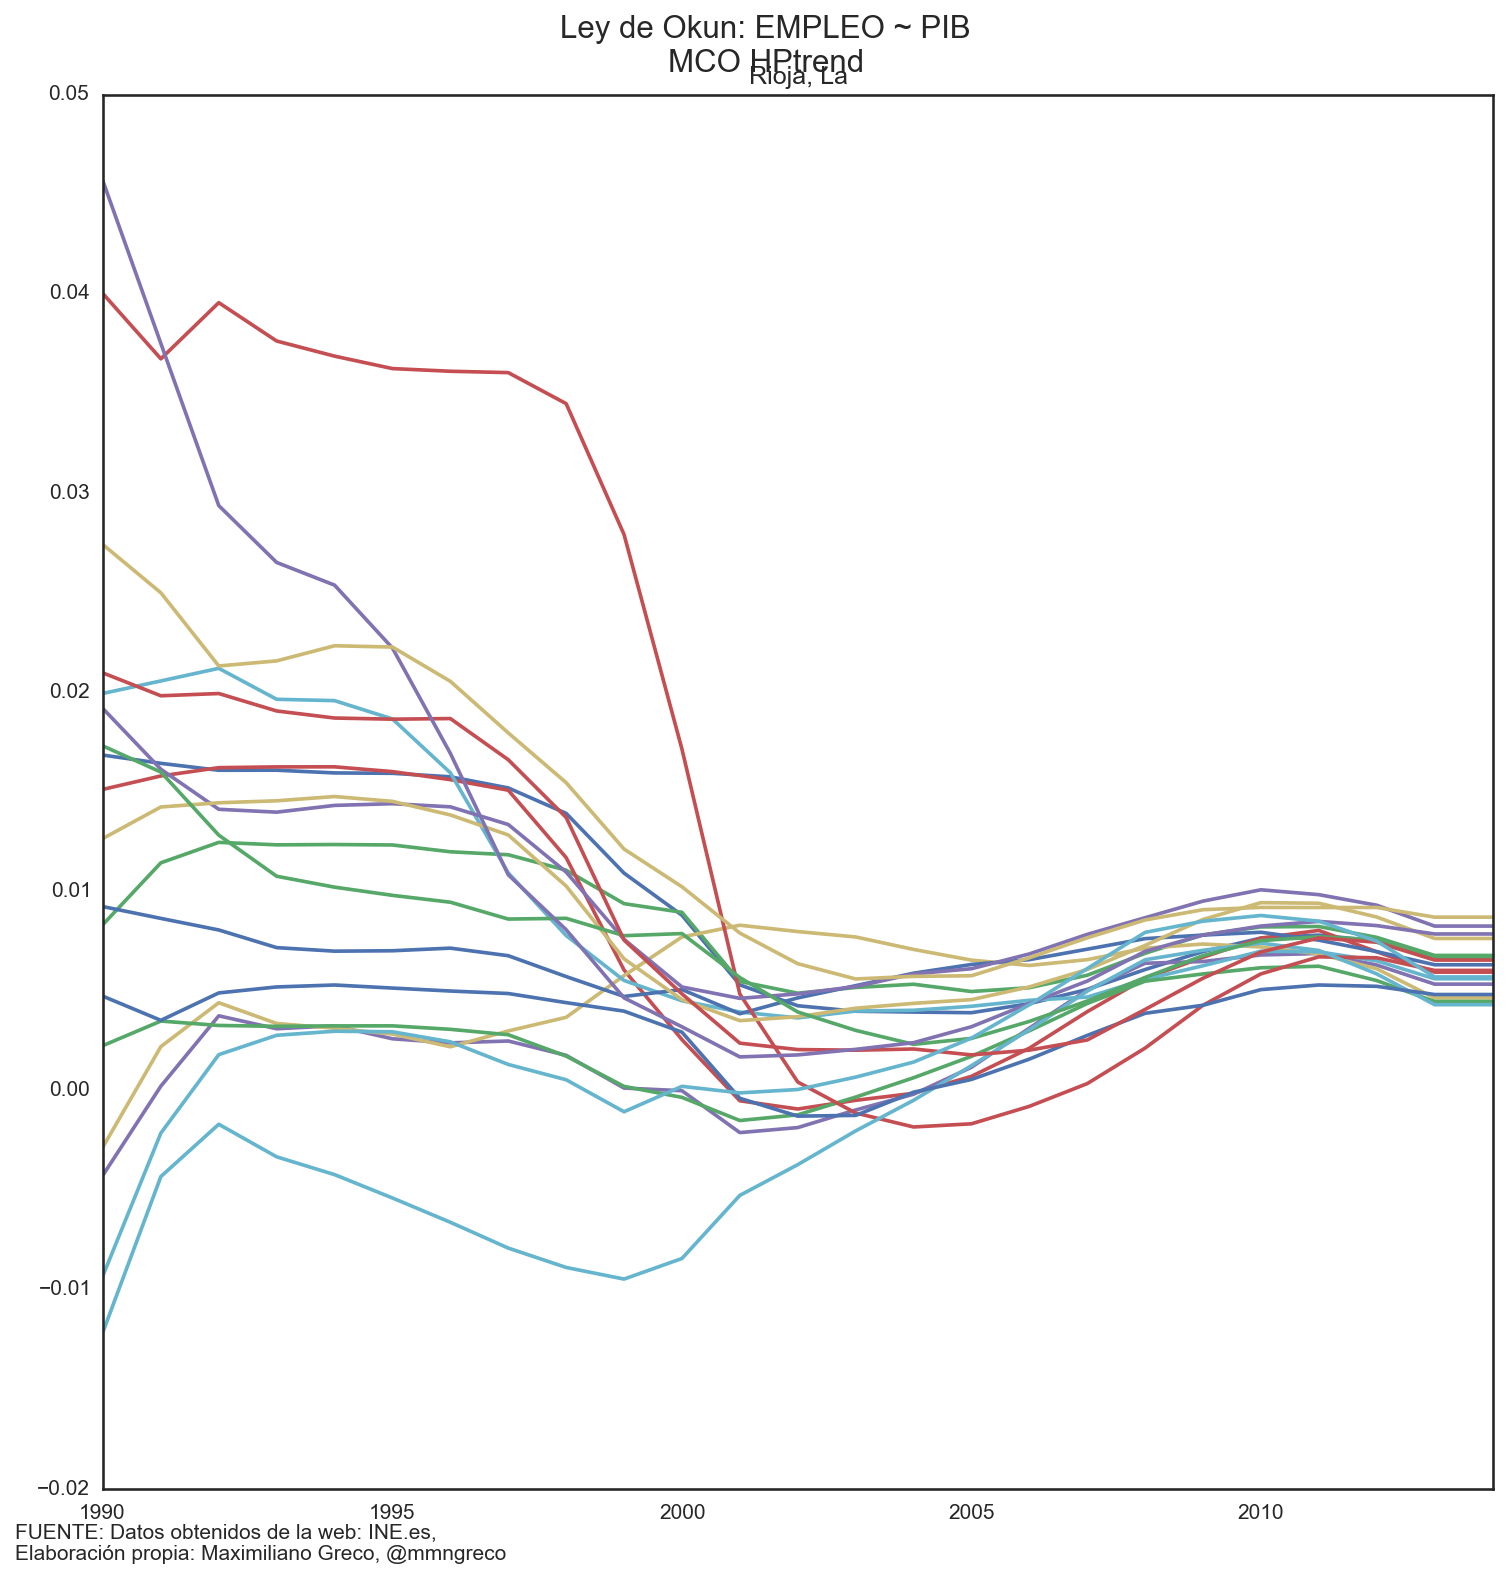 Ley de Okun: EMPLEO ~ PIB
MCO HPtrend
Rioja, La
0.05
0.04
0.03
0.02
0.01
0.00
−0.01
−0.02
1990 1995 2000 2005 2010
FUENTE: Datos obtenidos de la web: INE.es,
Elaboración propia: Maximiliano Greco, @mmngreco